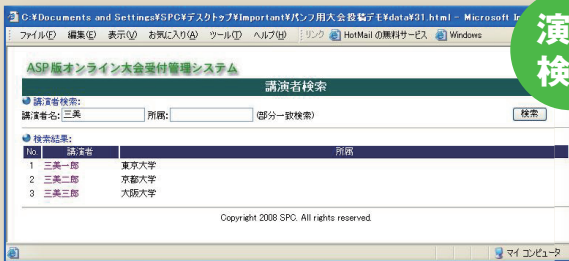 C:¥Documents and Settings¥SPC¥デスクトップ¥Important¥パンフ用大会投稿デモ¥data¥31.html - Microsoft In
演
検
ファイル(F) 編集(E) 表示(V) お気に入り(A) ツール(T) ヘルプ(H) リンク HotMail の無料サービス Windows
ASP版オンライン大会受付管理システム
講演者検索
講演者検索:
講演者名: 三美 所属: (部分一致検索) 検索
検索結果:
No. 講演者 所属
1 三美一郎 東京大学
2 三美二郎 京都大学
3 三美三郎 大阪大学
Copyright 2008 SPC. All rights reserved.
マイ コンピュータ